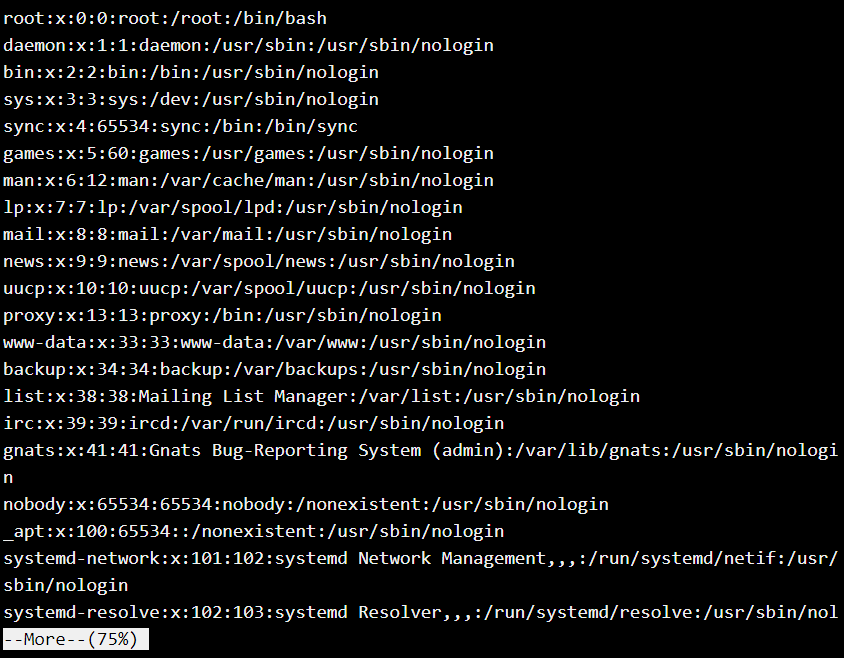 root:x:0:0:root:/root:/bin/bash
daemon:x:1:1:daemon:/usr/sbin:/usr/sbin/nologin
bin:x:2:2:bin:/bin:/usr/sbin/nologin
sys:x:3:3:sys:/dev:/usr/sbin/nologin
sync:x:4:65534:sync:/bin:/bin/sync
games:x:5:60:games:/usr/games:/usr/sbin/nologin
man:x:6:12:man:/var/cache/man:/usr/sbin/nologin
lp:x:7:7:lp:/var/spool/lpd:/usr/sbin/nologin
mail:x:8:8:mail:/var/mail:/usr/sbin/nologin
news:x:9:9:news:/var/spool/news:/usr/sbin/nologin
uucp:x:10:10:uucp:/var/spool/uucp:/usr/sbin/nologin
proxy:x:13:13:proxy:/bin:/usr/sbin/nologin
www-data:x:33:33:www-data:/var/www:/usr/sbin/nologin
backup:x:34:34:backup:/var/backups:/usr/sbin/nologin
list:x:38:38:Mailing List Manager:/var/list:/usr/sbin/nologin
irc:x:39:39:ircd:/var/run/ircd:/usr/sbin/nologin
gnats:x:41:41:Gnats Bug-Reporting System (admin):/var/lib/gnats:/usr/sbin/nologi
n
nobody:x:65534:65534:nobody:/nonexistent:/usr/sbin/nologin
_apt:x:100:65534::/nonexistent:/usr/sbin/nologin
systemd-network:x:101:102:systemd Network Management,,,:/run/systemd/netif:/usr/
sbin/nologin
systemd-resolve:x:102:103:systemd Resolver,,,:/run/systemd/resolve:/usr/sbin/nol
--More--(75%)